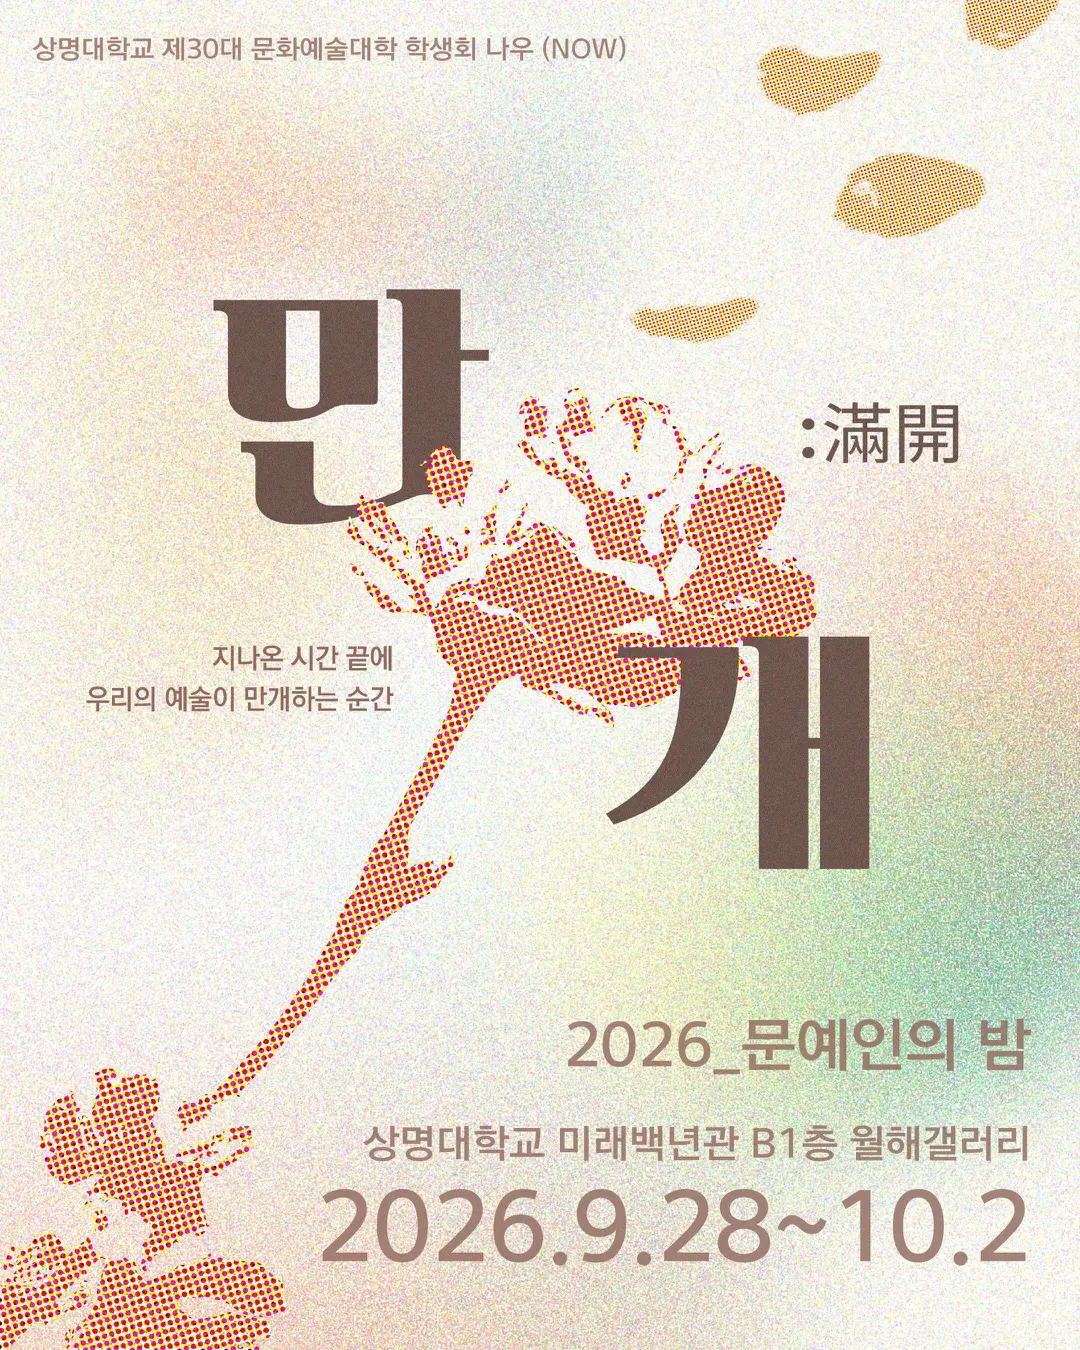 상명대학교 제30대 문화예술대학 학생회 나우 (NOW)
만
:滿開
개
지나온 시간 끝에
우리의 예술이 만개하는 순간
2026_문예인의 밤
상명대학교 미래백년관 B1층 월해갤러리
2026.9.28~10.2